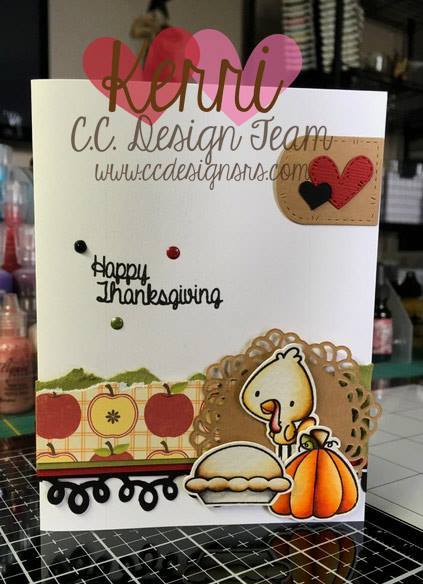 Kerri
C.C. Design Team
www.ccdesignsrs.com
Happy
Thanksgiving